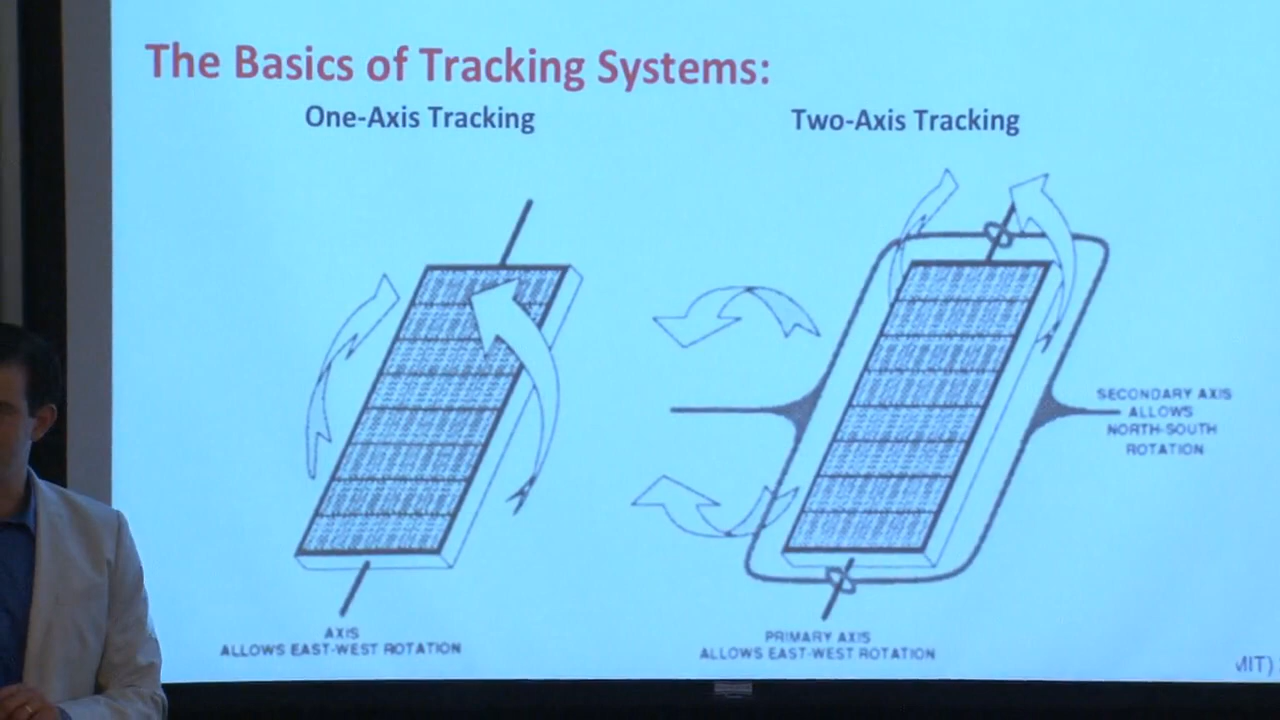 The Basics of Tracking Systems:
One-Axis Tracking
Two-Axis Tracking
SECONDARY AXIS
ALLOWS
NORTH-SOUTH
ROTATION
AXIS
ALLOWS EAST-WEST ROTATION
PRIMARY AXIS
ALLOWS EAST-WEST ROTATION
MIT)